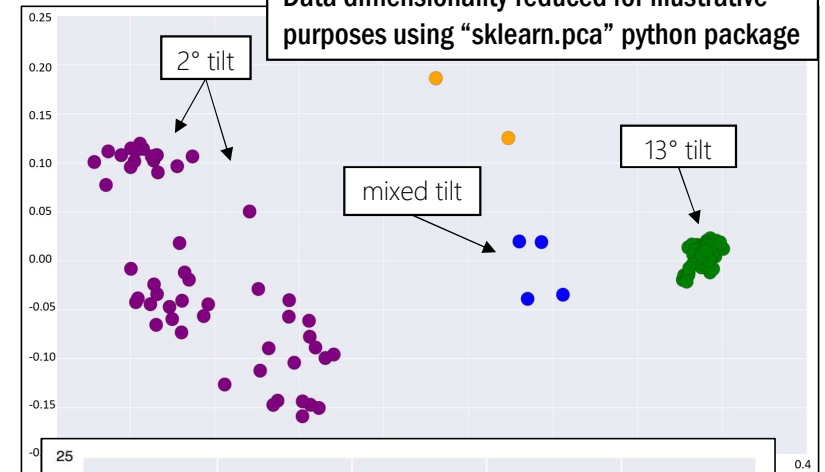 Data dimensionality reduced for illustrative
purposes using “sklearn.pca” python package
0.25
0.20
0.15
0.10
0.05
0.00
-0.05
-0.10
-0.15
-0
2° tilt
mixed tilt
13° tilt
25
0.4